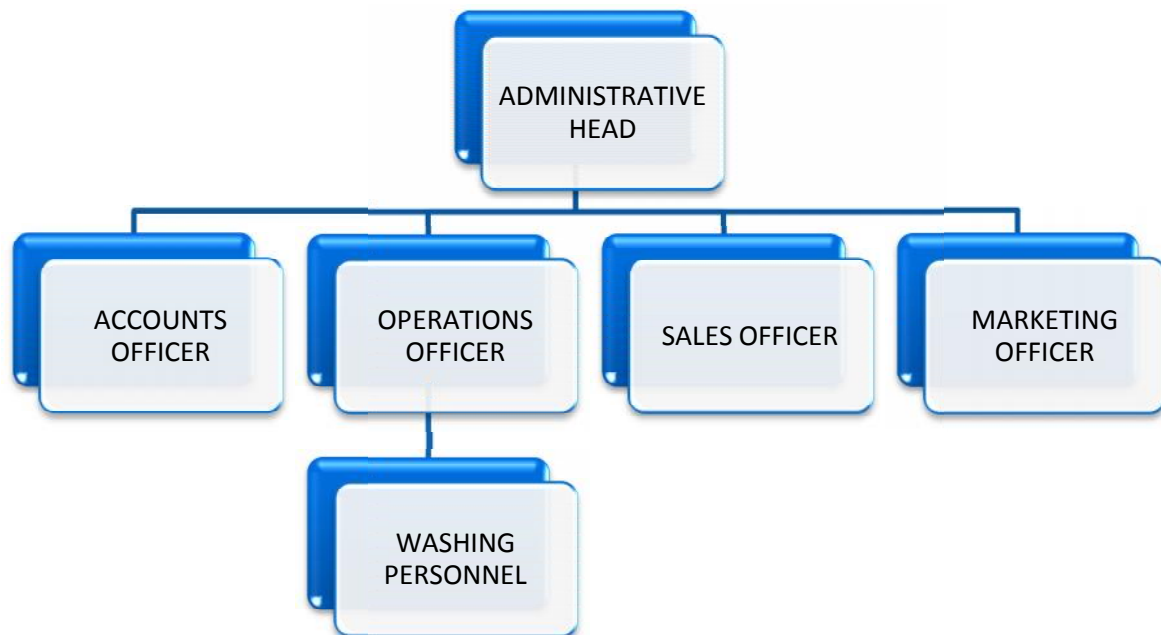 ADMINISTRATIVE
HEAD
ACCOUNTS
OFFICER
OPERATIONS
OFFICER
SALES OFFICER
MARKETING
OFFICER
WASHING
PERSONNEL